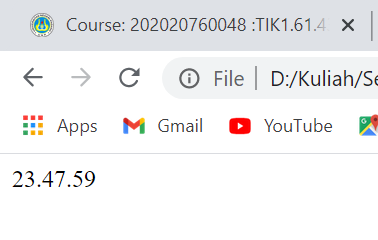 Course: 202020760048 :TIK1.61.4
File D:/Kuliah/Se
Apps Gmail YouTube
23.47.59